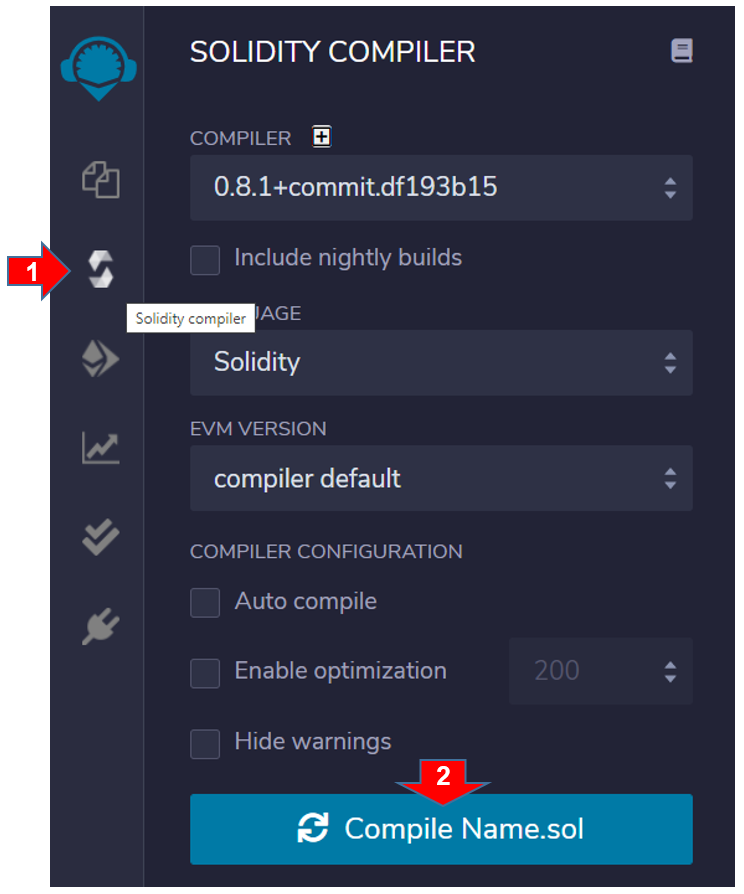 SOLIDITY COMPILER
COMPILER
0.8.1+commit.df193b15
Include nightly builds
1
Solidity compiler
UAGE
Solidity
EVM VERSION
compiler default
COMPILER CONFIGURATION
Auto compile
Enable optimization 200
Hide warnings
2
Compile Name.sol